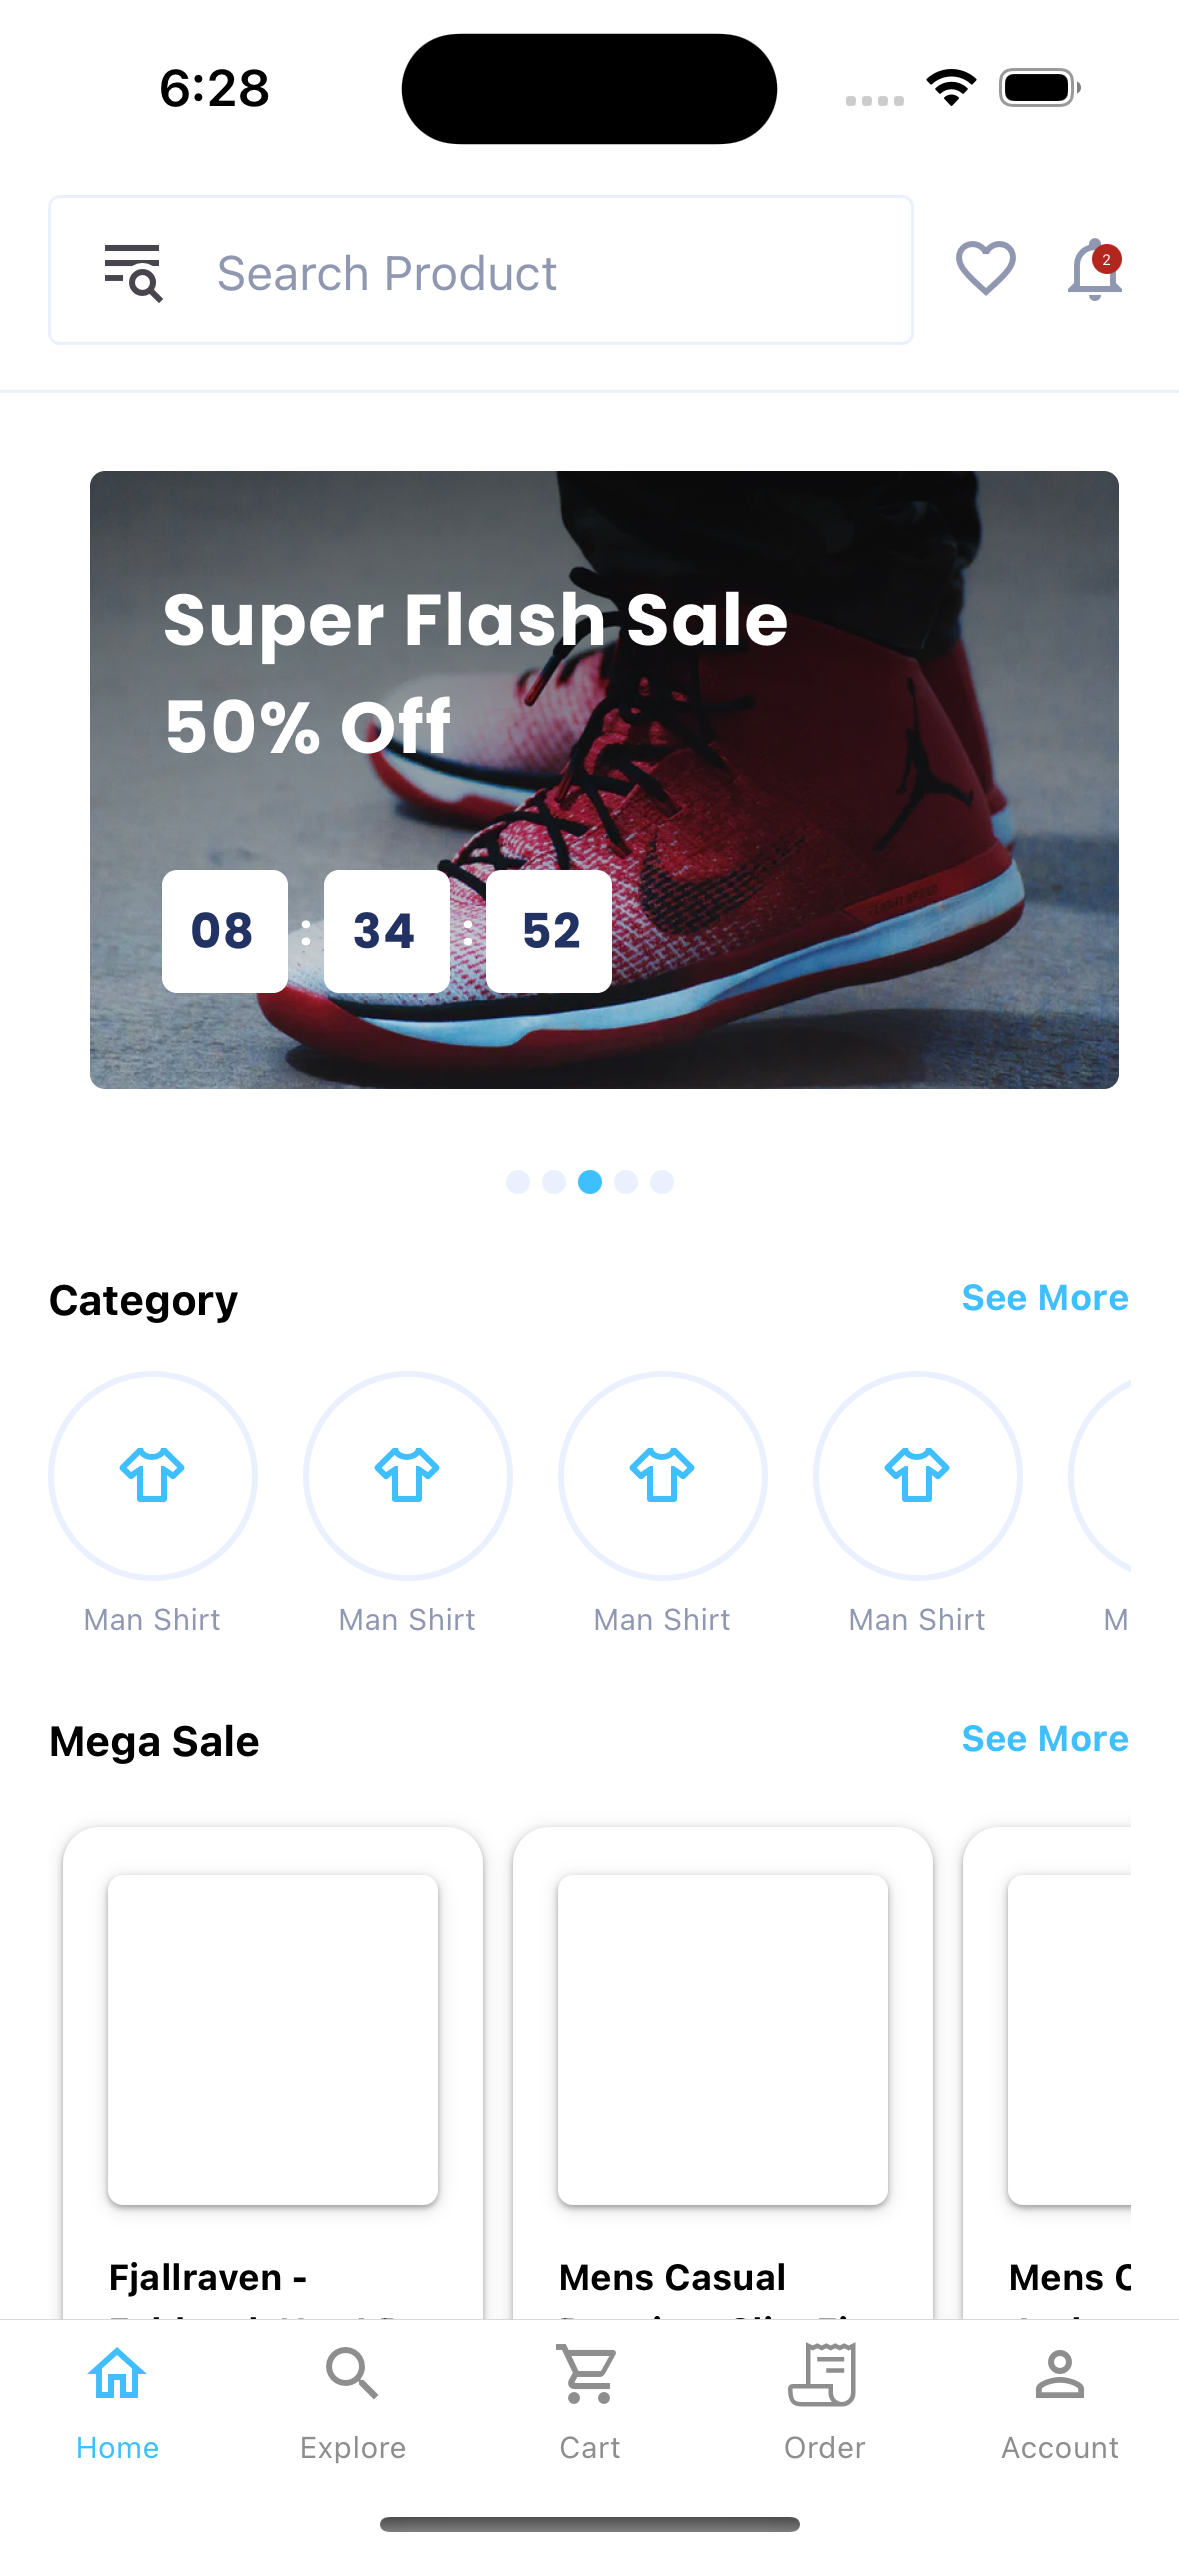 6:28
Search Product
2
Super Flash Sale
50% Off
08 : 34 : 52
Category See More
Man Shirt Man Shirt Man Shirt Man Shirt M
Mega Sale See More
Fjallraven - Mens Casual Mens C
Home Explore Cart Order Account